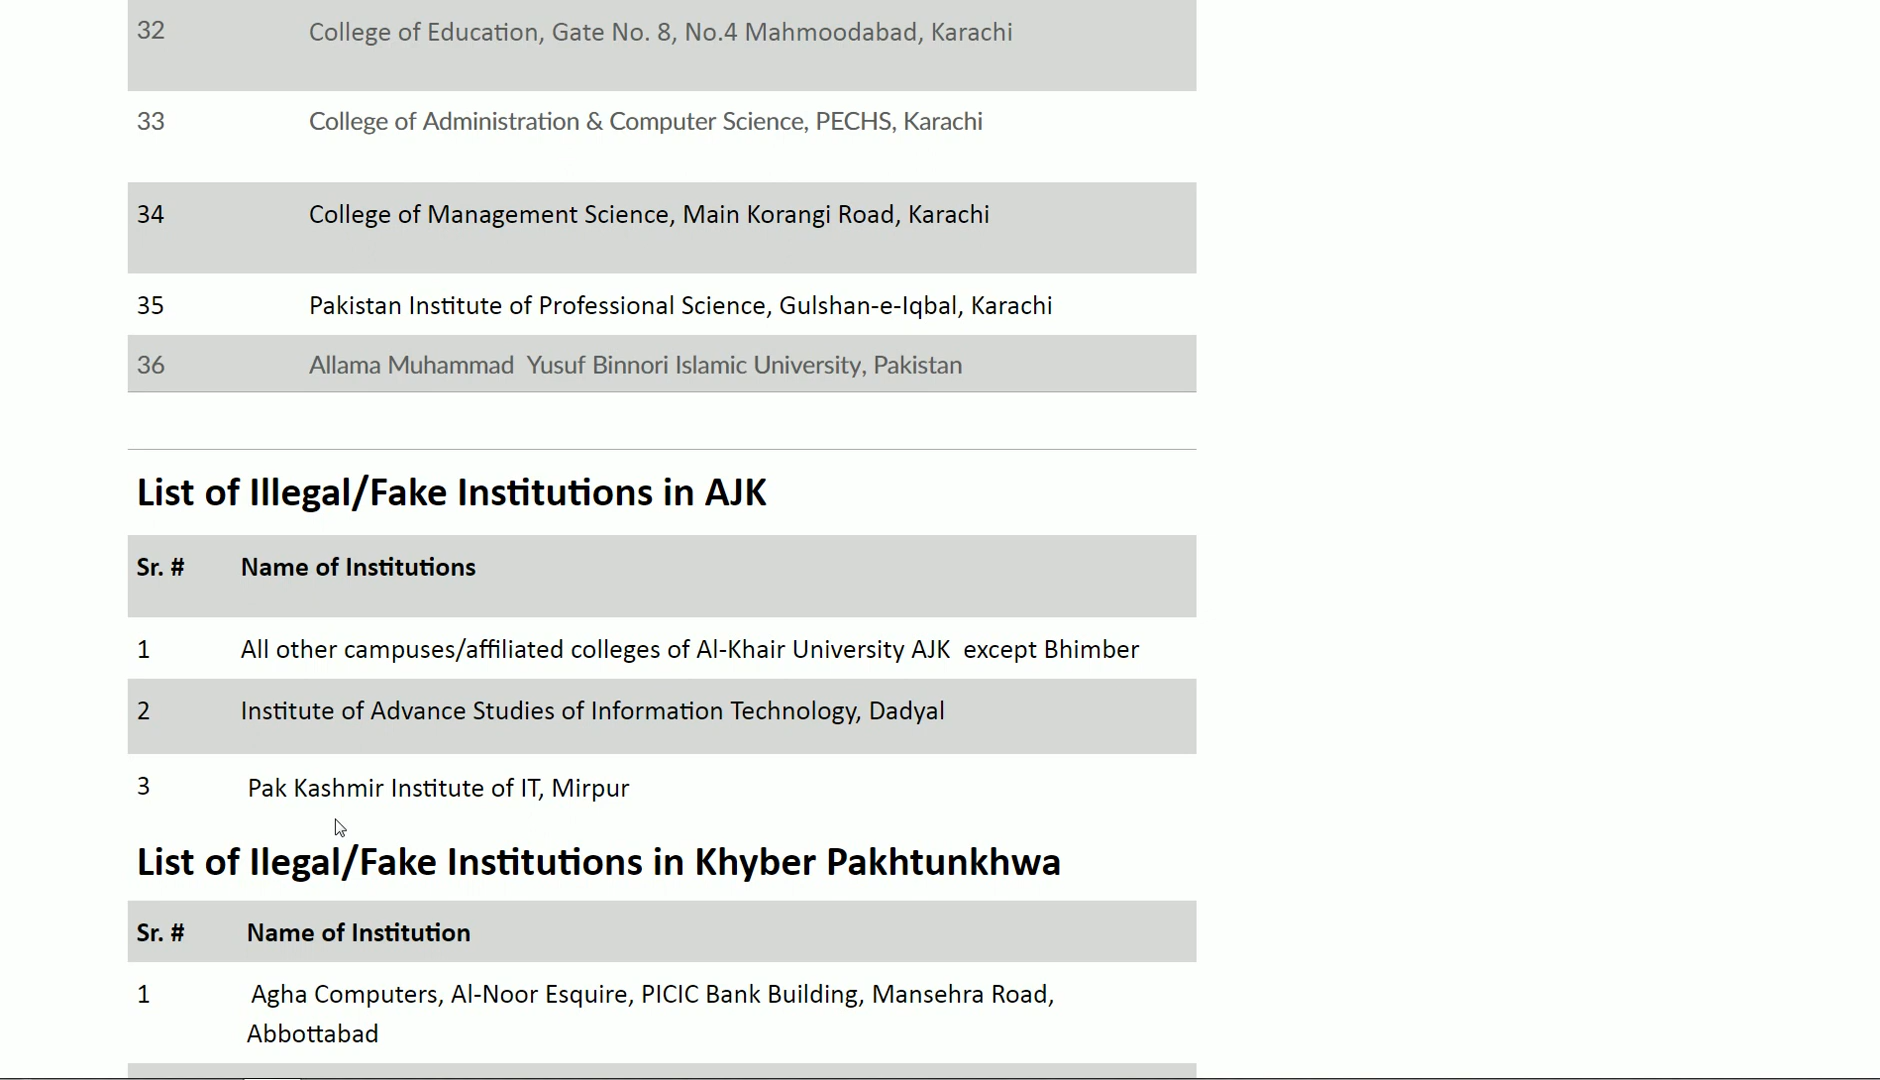 32 College of Education, Gate No. 8, No.4 Mahmoodabad, Karachi
33 College of Administration & Computer Science, PECHS, Karachi
34 College of Management Science, Main Korangi Road, Karachi
35 Pakistan Institute of Professional Science, Gulshan-e-Iqbal, Karachi
36 Allama Muhammad  Yusuf Binnori Islamic University, Pakistan
List of Illegal/Fake Institutions in AJK
Sr. # Name of Institutions
1 All other campuses/affiliated colleges of Al-Khair University AJK  except Bhimber
2 Institute of Advance Studies of Information Technology, Dadyal
3 Pak Kashmir Institute of IT, Mirpur
List of Ilegal/Fake Institutions in Khyber Pakhtunkhwa
Sr. # Name of Institution
1 Agha Computers, Al-Noor Esquire, PICIC Bank Building, Mansehra Road,
Abbottabad